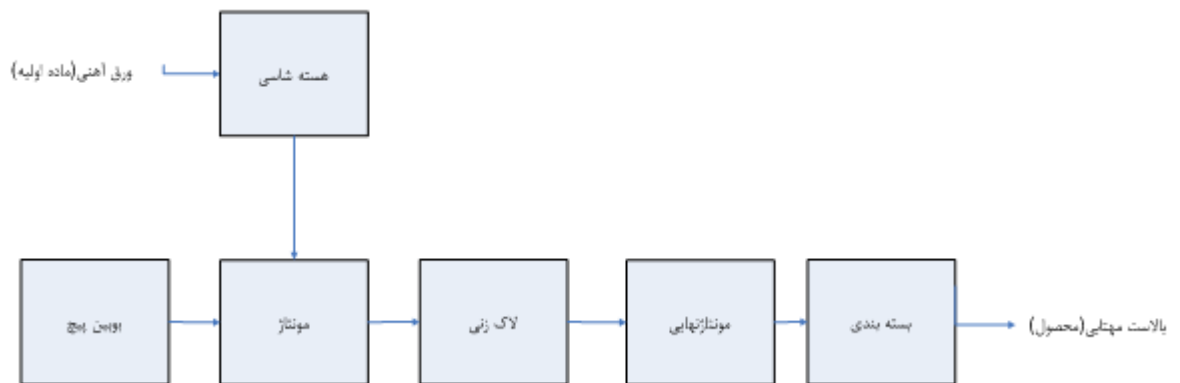 هسته شاسی
ورق آهنی(ماده اولیه)
بوبین پیچ
مونتاژ
لاک زنی
مونتاژنهایی
بسته بندی
بالاست مهتابی(محصول)